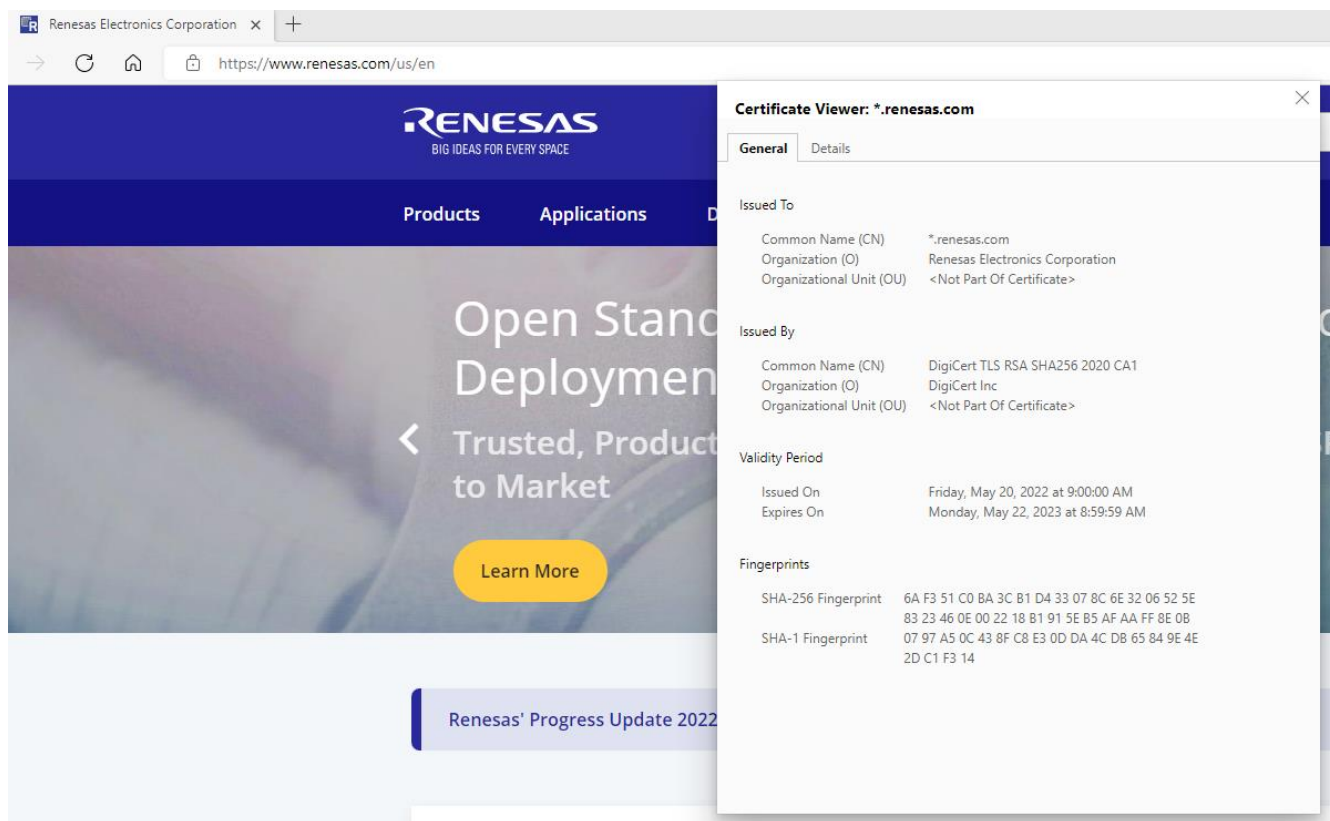 Renesas Electronics Corporation
https://www.renesas.com/us/en
RENESAS
BIG IDEAS FOR EVERY SPACE
Products Applications D
Open Stand
Deploymen
Trusted, Product
to Market
Learn More
Renesas' Progress Update 2022
Certificate Viewer: *.renesas.com
General Details
Issued To
Common Name (CN) *.renesas.com
Organization (O) Renesas Electronics Corporation
Organizational Unit (OU) <Not Part Of Certificate>
Issued By
Common Name (CN) DigiCert TLS RSA SHA256 2020 CA1
Organization (O) DigiCert Inc
Organizational Unit (OU) <Not Part Of Certificate>
Validity Period
Issued On Friday, May 20, 2022 at 9:00:00 AM
Expires On Monday, May 22, 2023 at 8:59:59 AM
Fingerprints
SHA-256 Fingerprint 6A F3 51 C0 BA 3C B1 D4 33 07 8C 6E 32 06 52 5E
83 23 46 0E 00 22 18 B1 91 5E B5 AF AA FF 8E 0B
SHA-1 Fingerprint 07 97 A5 0C 43 8F C8 E3 0D DA 4C DB 65 84 9E 4E
2D C1 F3 14